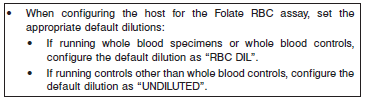 • When configuring the host for the Folate RBC assay, set the
appropriate default dilutions:
• If running whole blood specimens or whole blood controls,
configure the default dilution as “RBC DIL”.
• If running controls other than whole blood controls, configure the
default dilution as “UNDILUTED”.